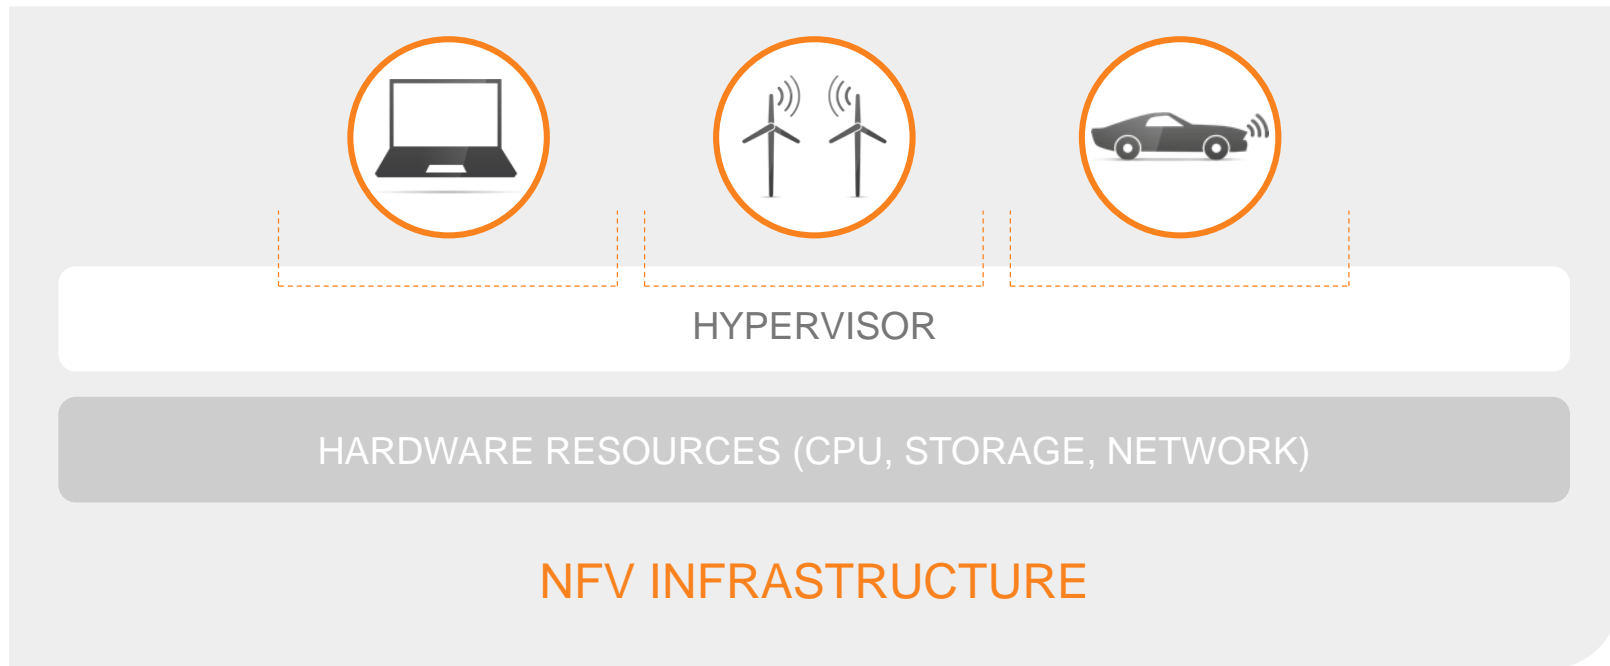 HYPERVISOR
HARDWARE RESOURCES (CPU, STORAGE, NETWORK)
NFV INFRASTRUCTURE